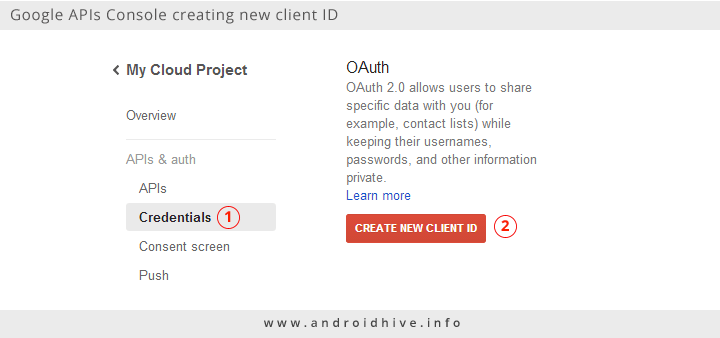 Google APIs Console creating new client ID
My Cloud Project
Overview
APIs & auth
APIs
Credentials 1
Consent screen
Push
OAuth
OAuth 2.0 allows users to share
specific data with you (for
example, contact lists) while
keeping their usernames,
passwords, and other information
private.
Learn more
CREATE NEW CLIENT ID 2
www.androidhive.info